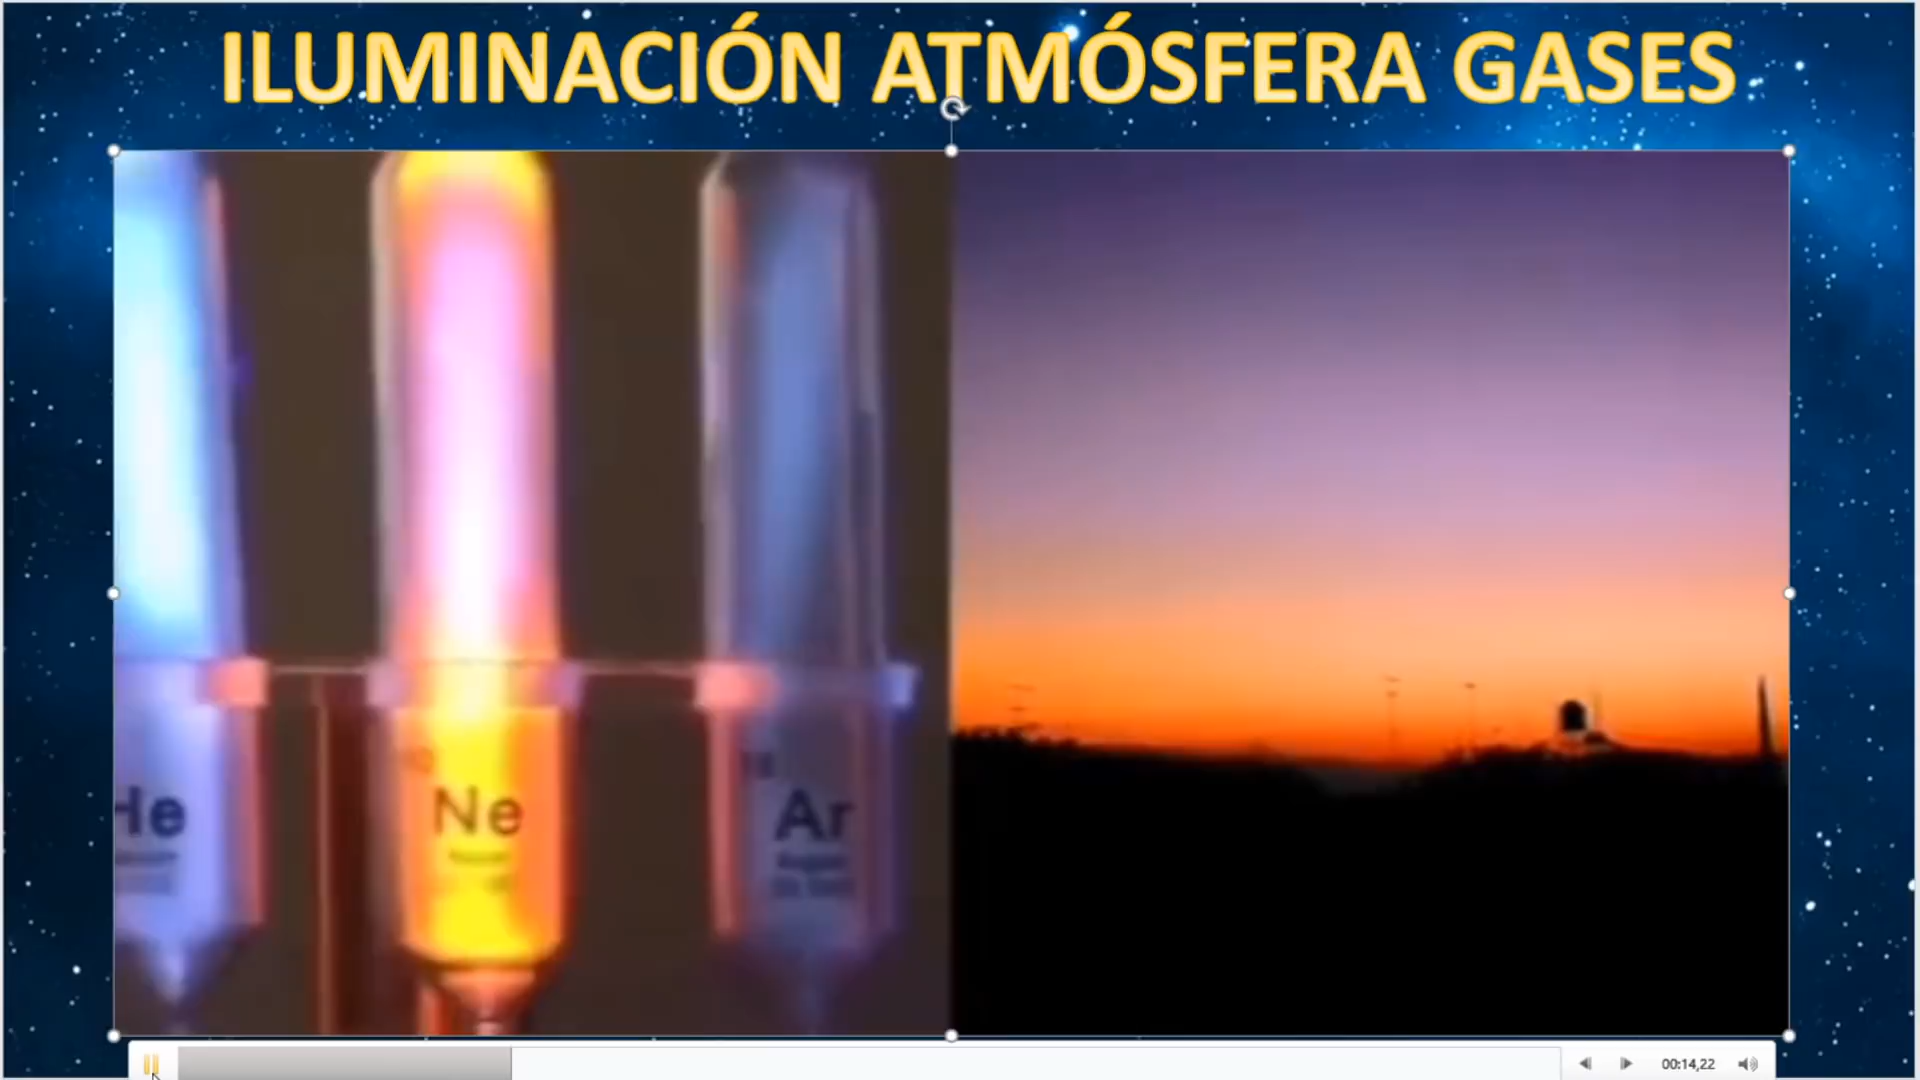 ILUMINACIÓN ATMÓSFERA GASES
He
Ne
Ar
00:14,22